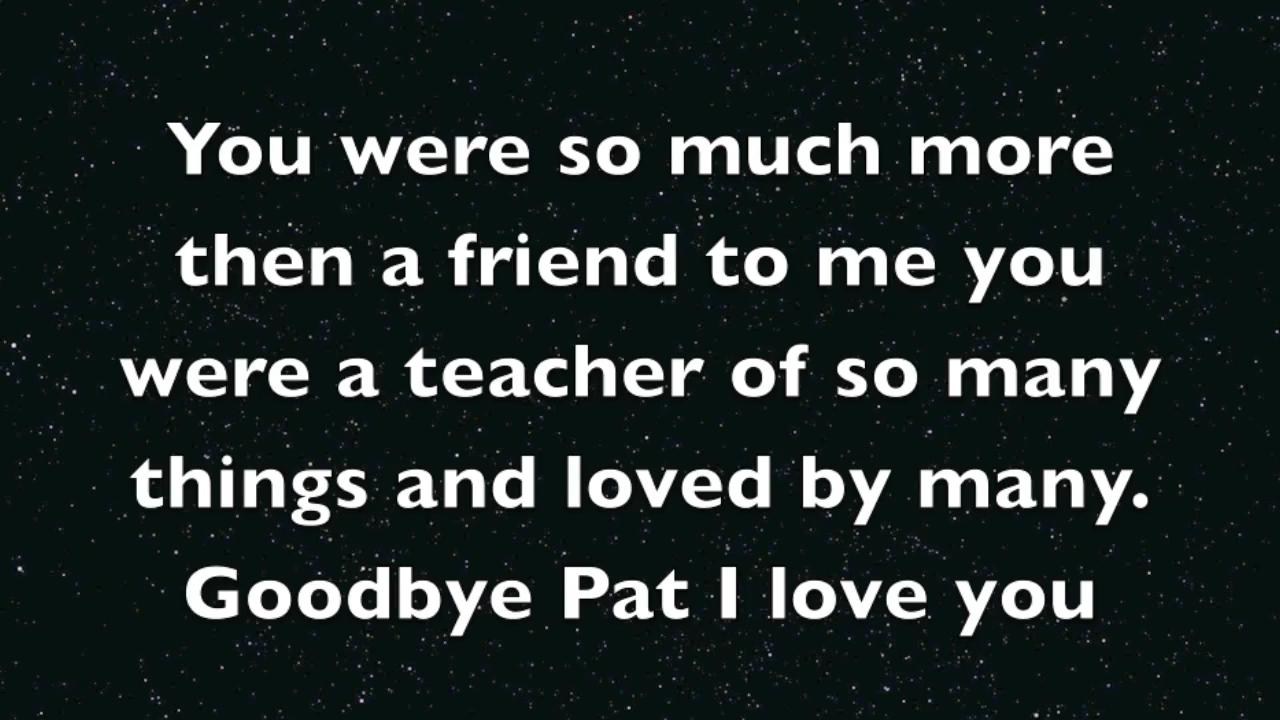 You were so much more
then a friend to me you
were a teacher of so many
things and loved by many.
Goodbye Pat I love you